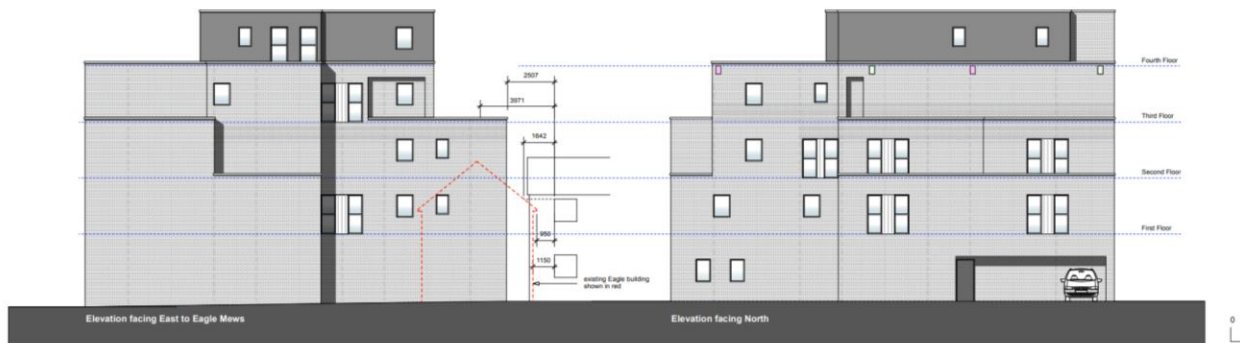 Fourth Floor
2507
3971
Third Floor
1642
Second Floor
First Floor
950
1150
existing Eagle building
shown in red
Elevation facing East to Eagle Mews
Elevation facing North
0